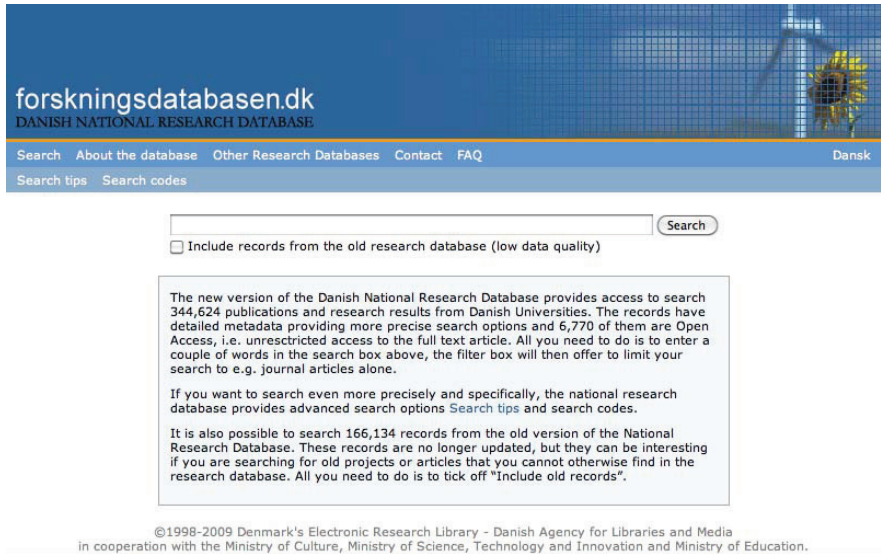 forskningsdatabasen.dk
DANISH NATIONAL RESEARCH DATABASE
Search About the database Other Research Databases Contact FAQ Dansk
Search tips Search codes
Search
Include records from the old research database (low data quality)
The new version of the Danish National Research Database provides access to search
344,624 publications and research results from Danish Universities. The records have
detailed metadata providing more precise search options and 6,770 of them are Open
Access, i.e. unresctricted access to the full text article. All you need to do is to enter a
couple of words in the search box above, the filter box will then offer to limit your
search to e.g. journal articles alone.
If you want to search even more precisely and specifically, the national research
database provides advanced search options Search tips and search codes.
It is also possible to search 166,134 records from the old version of the National
Research Database. These records are no longer updated, but they can be interesting
if you are searching for old projects or articles that you cannot otherwise find in the
research database. All you need to do is to tick off “Include old records”.
©1998-2009 Denmark's Electronic Research Library - Danish Agency for Libraries and Media
in cooperation with the Ministry of Culture, Ministry of Science, Technology and Innovation and Ministry of Education.